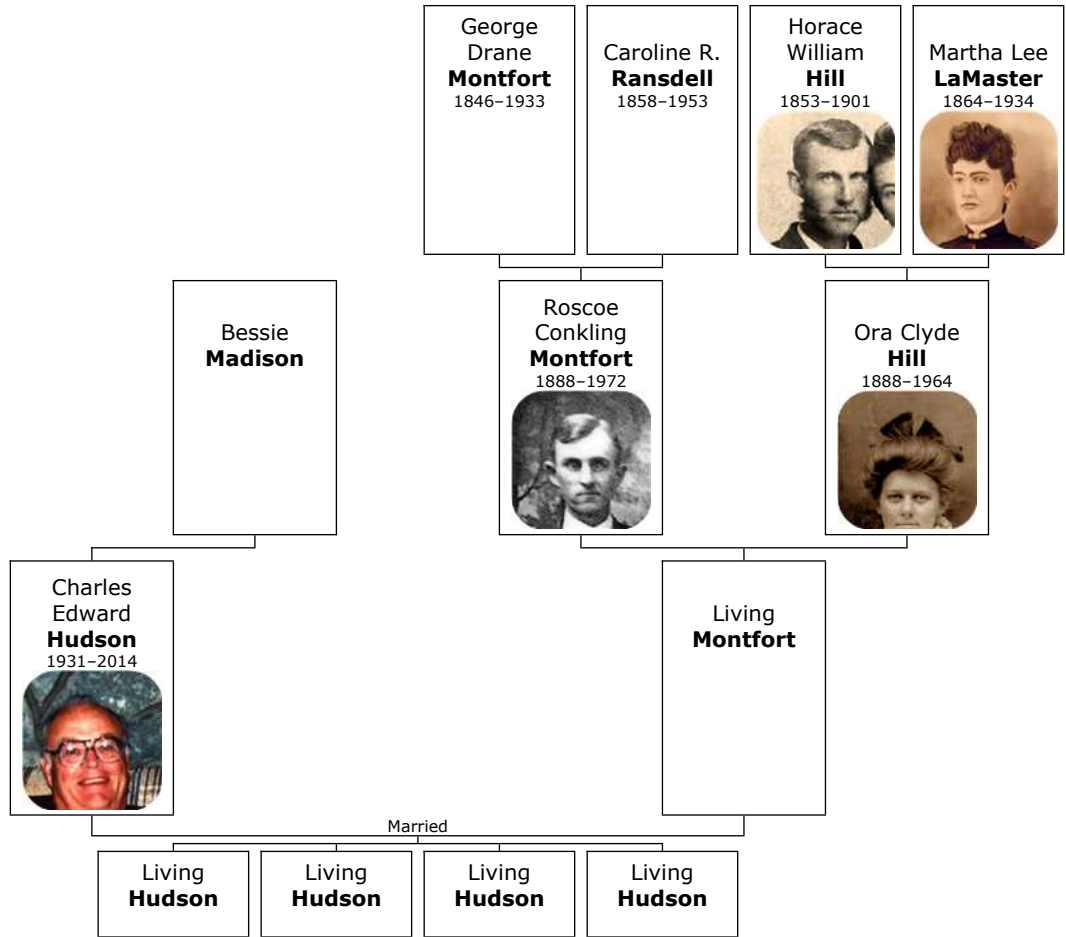 George
Drane
Montfort
1846–1933
Caroline R.
Ransdell
1858–1953
Horace
William
Hill
1853–1901
Martha Lee
LaMaster
1864–1934
Bessie
Madison
Roscoe
Conkling
Montfort
1888–1972
Ora Clyde
Hill
1888–1964
Charles
Edward
Hudson
1931–2014
Living
Montfort
Married
Living
Hudson
Living
Hudson
Living
Hudson
Living
Hudson